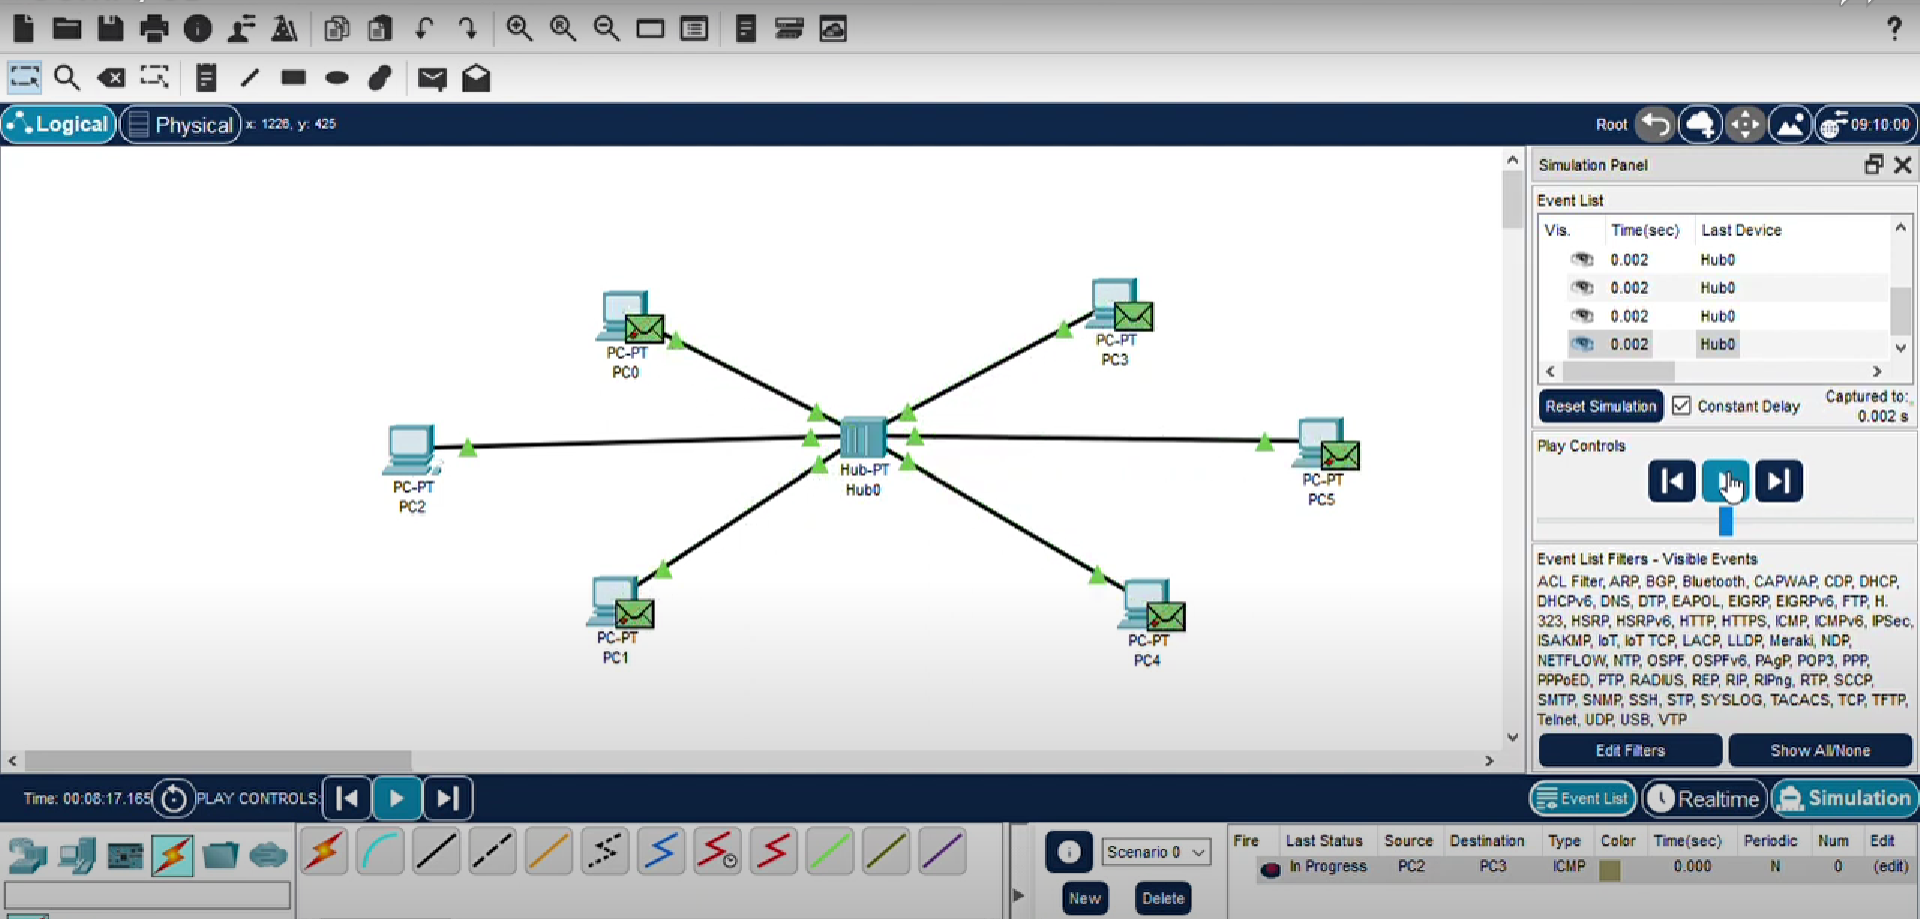 Logical
Physical
x: 1226, y: 425
Root
09:10:00
PC-PT
PC0
PC-PT
PC3
PC-PT
PC2
Hub-PT
Hub0
PC-PT
PC5
PC-PT
PC1
PC-PT
PC4
Simulation Panel
Event List
Vis. Time(sec) Last Device
0.002 Hub0
0.002 Hub0
0.002 Hub0
0.002 Hub0
Reset Simulation
Constant Delay
Captured to:
0.002 s
Play Controls
Event List Filters - Visible Events
ACL Filter, ARP, BGP, Bluetooth, CAPWAP, CDP, DHCP,
DHCPv6, DNS, DTP, EAPOL, EIGRP, EIGRPv6, FTP, H.
323, HSRP, HSRPv6, HTTP, HTTPS, ICMP, ICMPv6, IPSec,
ISAKMP, IoT, IoT TCP, LACP, LLDP, Meraki, NDP,
NETFLOW, NTP, OSPF, OSPFv6, PAgP, POP3, PPP,
PPPoED, PTP, RADIUS, REP, RIP, RIPng, RTP, SCCP,
SMTP, SNMP, SSH, STP, SYSLOG, TACACS, TCP, TFTP,
Telnet, UDP, USB, VTP
Edit Filters
Show All/None
Time: 00:08:17.165
PLAY CONTROLS:
Event List
Realtime
Simulation
Scenario 0
New
Delete
Fire Last Status Source Destination Type Color Time(sec) Periodic Num Edit
In Progress PC2 PC3 ICMP 0.000 N 0 (edit)